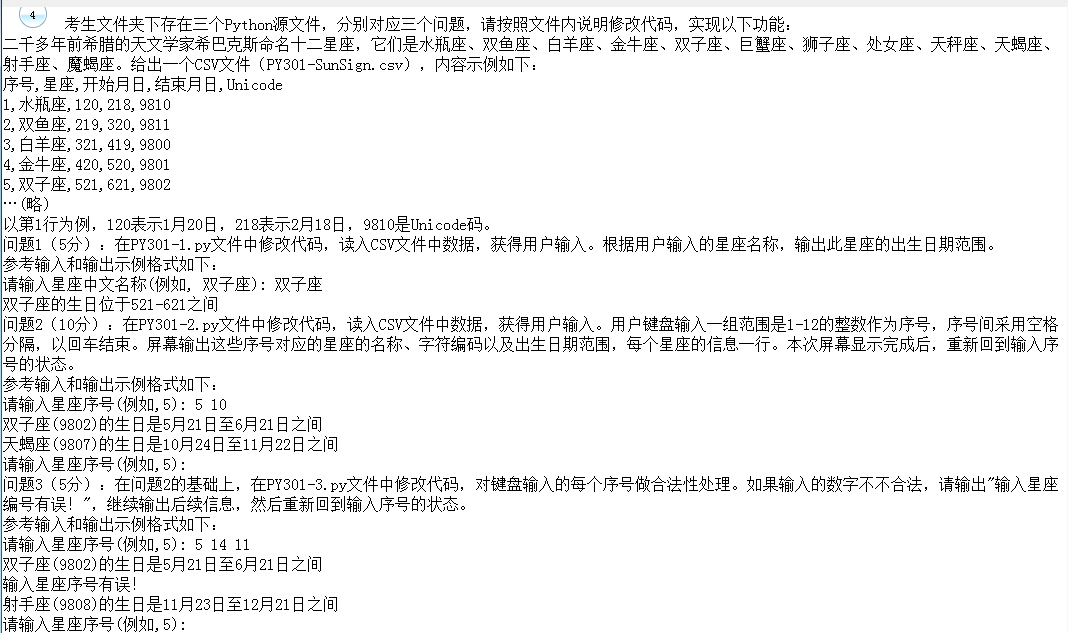 4 考生文件夹下存在三个Python源文件，分别对应三个问题，请按照文件内说明修改代码，实现以下功能：
二千多年前希腊的天文学家希巴克斯命名十二星座，它们是水瓶座、双鱼座、白羊座、金牛座、双子座、巨蟹座、狮子座、处女座、天秤座、天蝎座、
射手座、魔蝎座。给出一个CSV文件（PY301-SunSign.csv），内容示例如下：
序号,星座,开始月日,结束月日,Unicode
1,水瓶座,120,218,9810
2,双鱼座,219,320,9811
3,白羊座,321,419,9800
4,金牛座,420,520,9801
5,双子座,521,621,9802
…(略)
以第1行为例，120表示1月20日，218表示2月18日，9810是Unicode码。
问题1（5分）：在PY301-1.py文件中修改代码，读入CSV文件中数据，获得用户输入。根据用户输入的星座名称，输出此星座的出生日期范围。
参考输入和输出示例格式如下：
请输入星座中文名称(例如, 双子座): 双子座
双子座的生日位于521-621之间
问题2（10分）：在PY301-2.py文件中修改代码，读入CSV文件中数据，获得用户输入。用户键盘输入一组范围是1-12的整数作为序号，序号间采用空格
分隔，以回车结束。屏幕输出这些序号对应的星座的名称、字符编码以及出生日期范围，每个星座的信息一行。本次屏幕显示完成后，重新回到输入序
号的状态。
参考输入和输出示例格式如下：
请输入星座序号(例如,5): 5 10
双子座(9802)的生日是5月21日至6月21日之间
天蝎座(9807)的生日是10月24日至11月22日之间
请输入星座序号(例如,5):
问题3（5分）：在问题2的基础上，在PY301-3.py文件中修改代码，对键盘输入的每个序号做合法性处理。如果输入的数字不不合法，请输出"输入星座
编号有误！"，继续输出后续信息，然后重新回到输入序号的状态。
参考输入和输出示例格式如下：
请输入星座序号(例如,5): 5 14 11
双子座(9802)的生日是5月21日至6月21日之间
输入星座序号有误！
射手座(9808)的生日是11月23日至12月21日之间
请输入星座序号(例如,5):